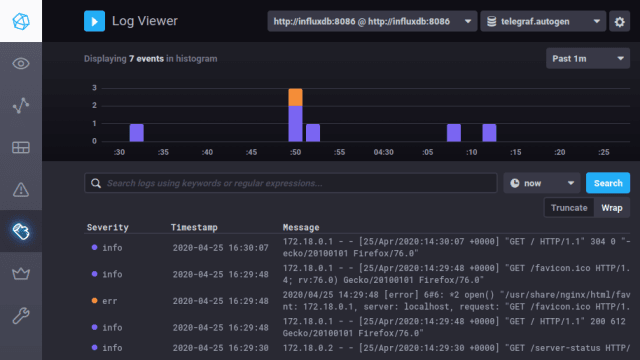 Log Viewer
http://influxdb:8086 @ http://influxdb:8086
telegraf.autogen
Displaying 7 events in histogram
Past 1m
3
2
1
0
:30 :35 :40 :45 :50 :55 04:30 :10 :15 :20 :25
Search logs using keywords or regular expressions...
now
Search
Truncate Wrap
Severity Timestamp Message
info 2020-04-25 16:30:07 172.18.0.1 - - [25/Apr/2020:14:30:07 +0000] "GET / HTTP/1.1" 304 0 "-
ecko/20100101 Firefox/76.0"
info 2020-04-25 16:29:48 172.18.0.1 - - [25/Apr/2020:14:29:48 +0000] "GET /favicon.ico HTTP/1.
4; rv:76.0) Gecko/20100101 Firefox/76.0"
err 2020-04-25 16:29:48 2020/04/25 14:29:48 [error] 6#6: *2 open() "/usr/share/nginx/html/fav
nt: 172.18.0.1, server: localhost, request: "GET /favicon.ico HTTP/1.
info 2020-04-25 16:29:48 172.18.0.1 - - [25/Apr/2020:14:29:48 +0000] "GET / HTTP/1.1" 200 612
Gecko/20100101 Firefox/76.0"
info 2020-04-25 16:29:30 172.18.0.2 - - [25/Apr/2020:14:29:30 +0000] "GET /server-status HTTP/